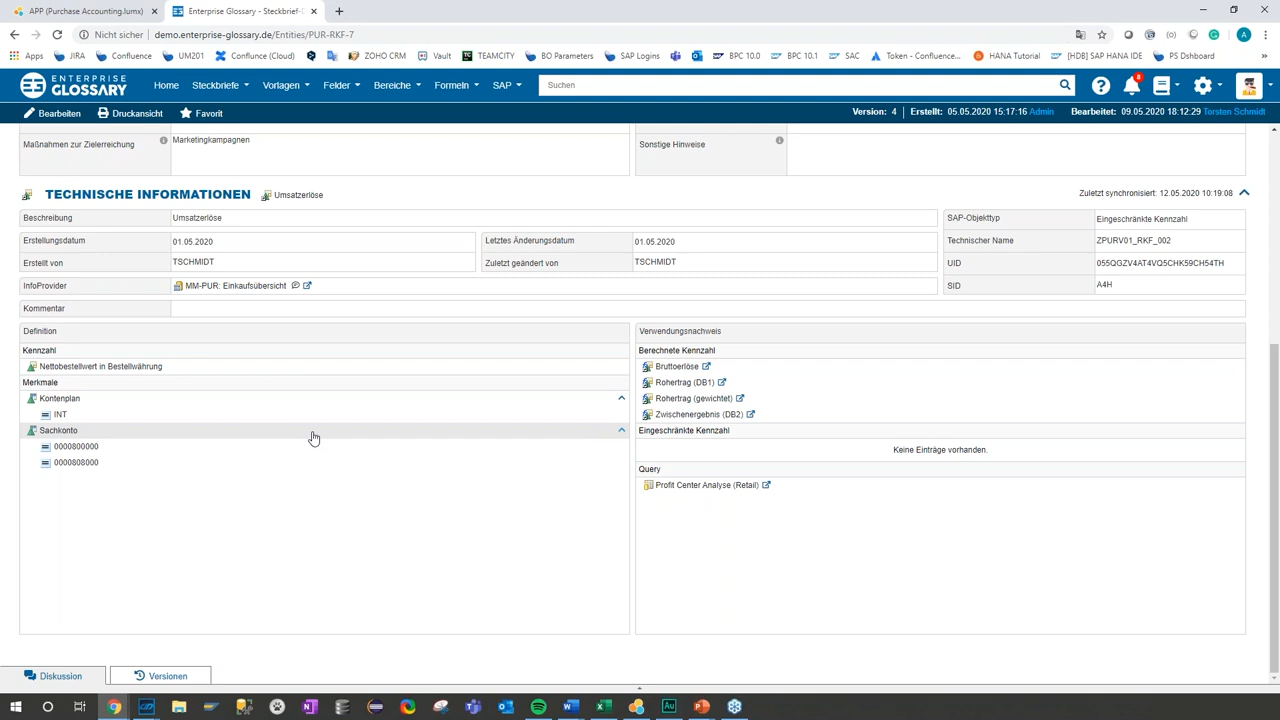 APP (Purchase Accounting.lumx)
Enterprise Glossary - Steckbrief-D
Nicht sicher demo.enterprise-glossary.de/Entities/PUR-RKF-7
Apps JIRA Confluence UM201 Conflunce (Cloud) ZOHO CRM Vault TEAMCITY BO Parameters SAP Logins BPC 10.0 BPC 10.1 SAC Token - Confluence... HANA Tutorial [HDB] SAP HANA IDE PS Dshboard
ENTERPRISE GLOSSARY Home Steckbriefe Vorlagen Felder Bereiche Formeln SAP Suchen 8
Bearbeiten Druckansicht Favorit Version: 4 Erstellt: 05.05.2020 15:17:16 Admin Bearbeitet: 09.05.2020 18:12:29 Torsten Schmidt
Maßnahmen zur Zielerreichung Marketingkampagnen Sonstige Hinweise
TECHNISCHE INFORMATIONEN Umsatzerlöse Zuletzt synchronisiert: 12.05.2020 10:19:08
Beschreibung Umsatzerlöse SAP-Objekttyp Eingeschränkte Kennzahl
Erstellungsdatum 01.05.2020 Letztes Änderungsdatum 01.05.2020 Technischer Name ZPURV01_RKF_002
Erstellt von TSCHMIDT Zuletzt geändert von TSCHMIDT UID 055QGZV4AT4VQ5CHK59CH54TH
InfoProvider MM-PUR: Einkaufsübersicht SID A4H
Kommentar
Definition
Kennzahl
Nettobestellwert in Bestellwährung
Merkmale
Kontenplan
INT
Sachkonto
0000800000
0000808000
Verwendungsnachweis
Berechnete Kennzahl
Bruttoerlöse
Rohertrag (DB1)
Rohertrag (gewichtet)
Zwischenergebnis (DB2)
Eingeschränkte Kennzahl
Keine Einträge vorhanden.
Query
Profit Center Analyse (Retail)
Diskussion Versionen